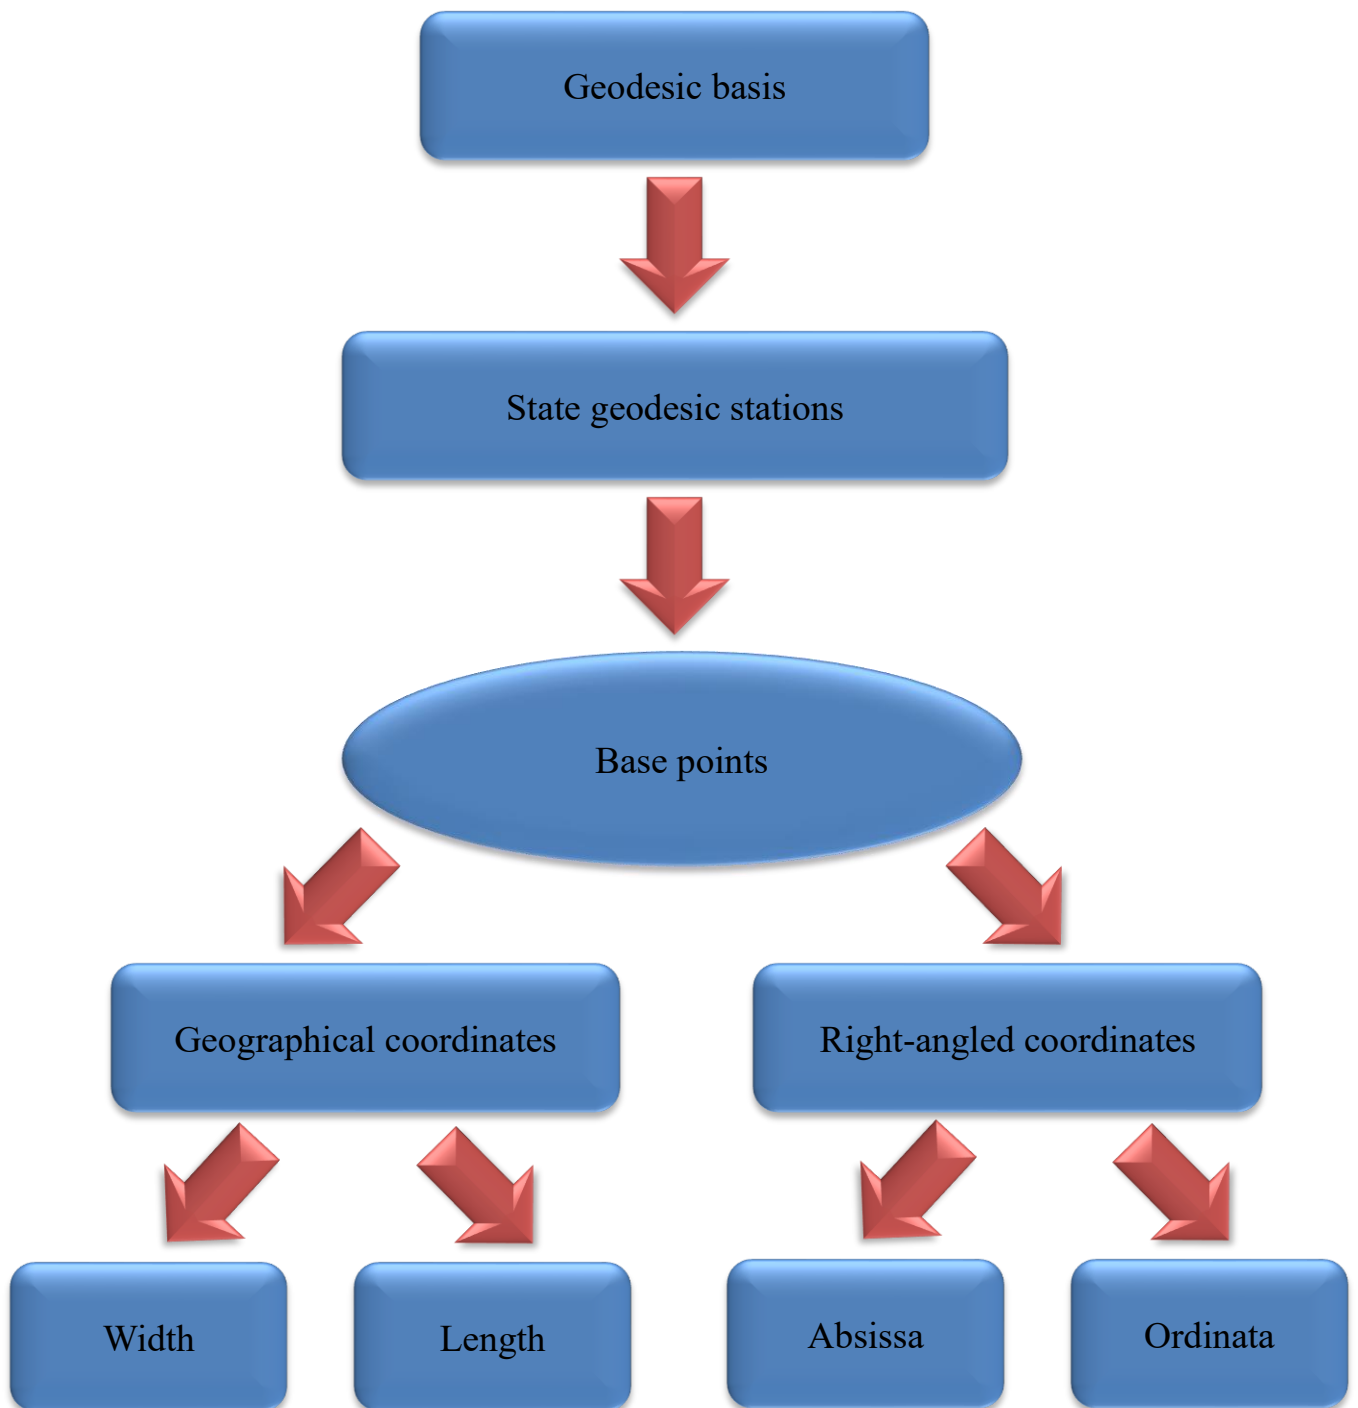 Geodesic basis
State geodesic stations
Base points
Geographical coordinates
Right-angled coordinates
Width
Length
Absissa
Ordinata